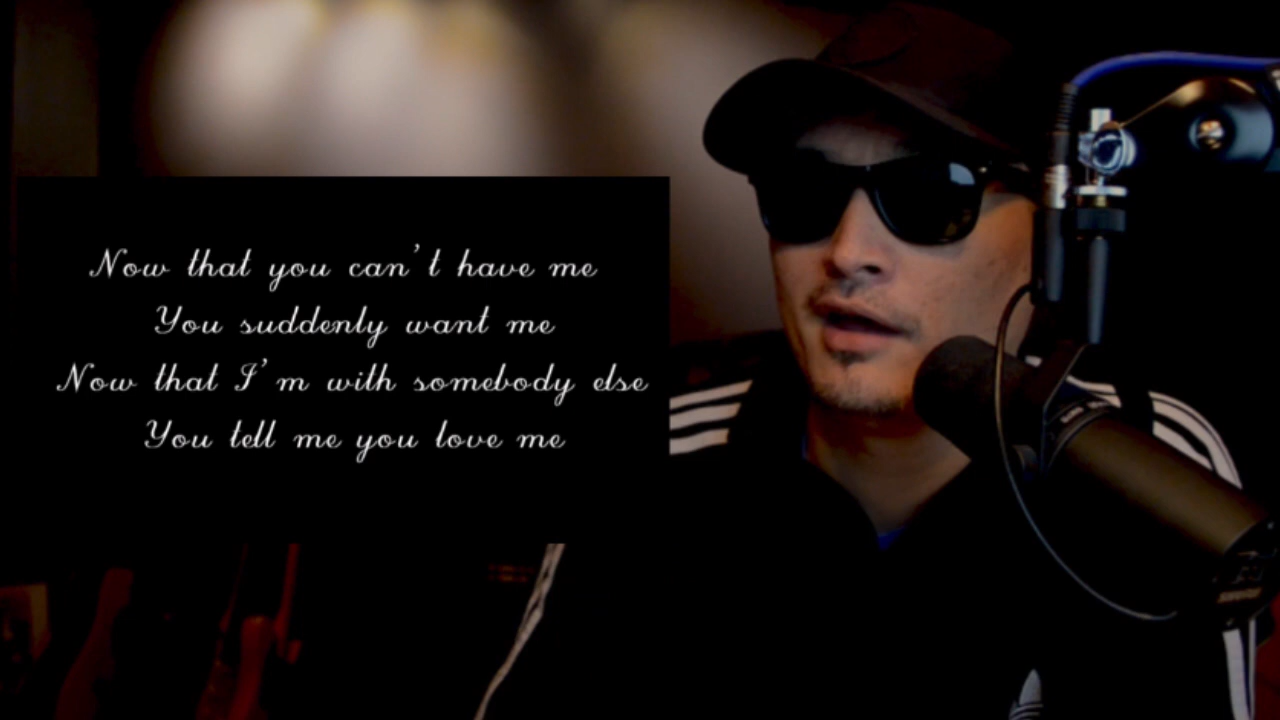 Now that you can't have me
You suddenly want me
Now that I'm with somebody else
You tell me you love me